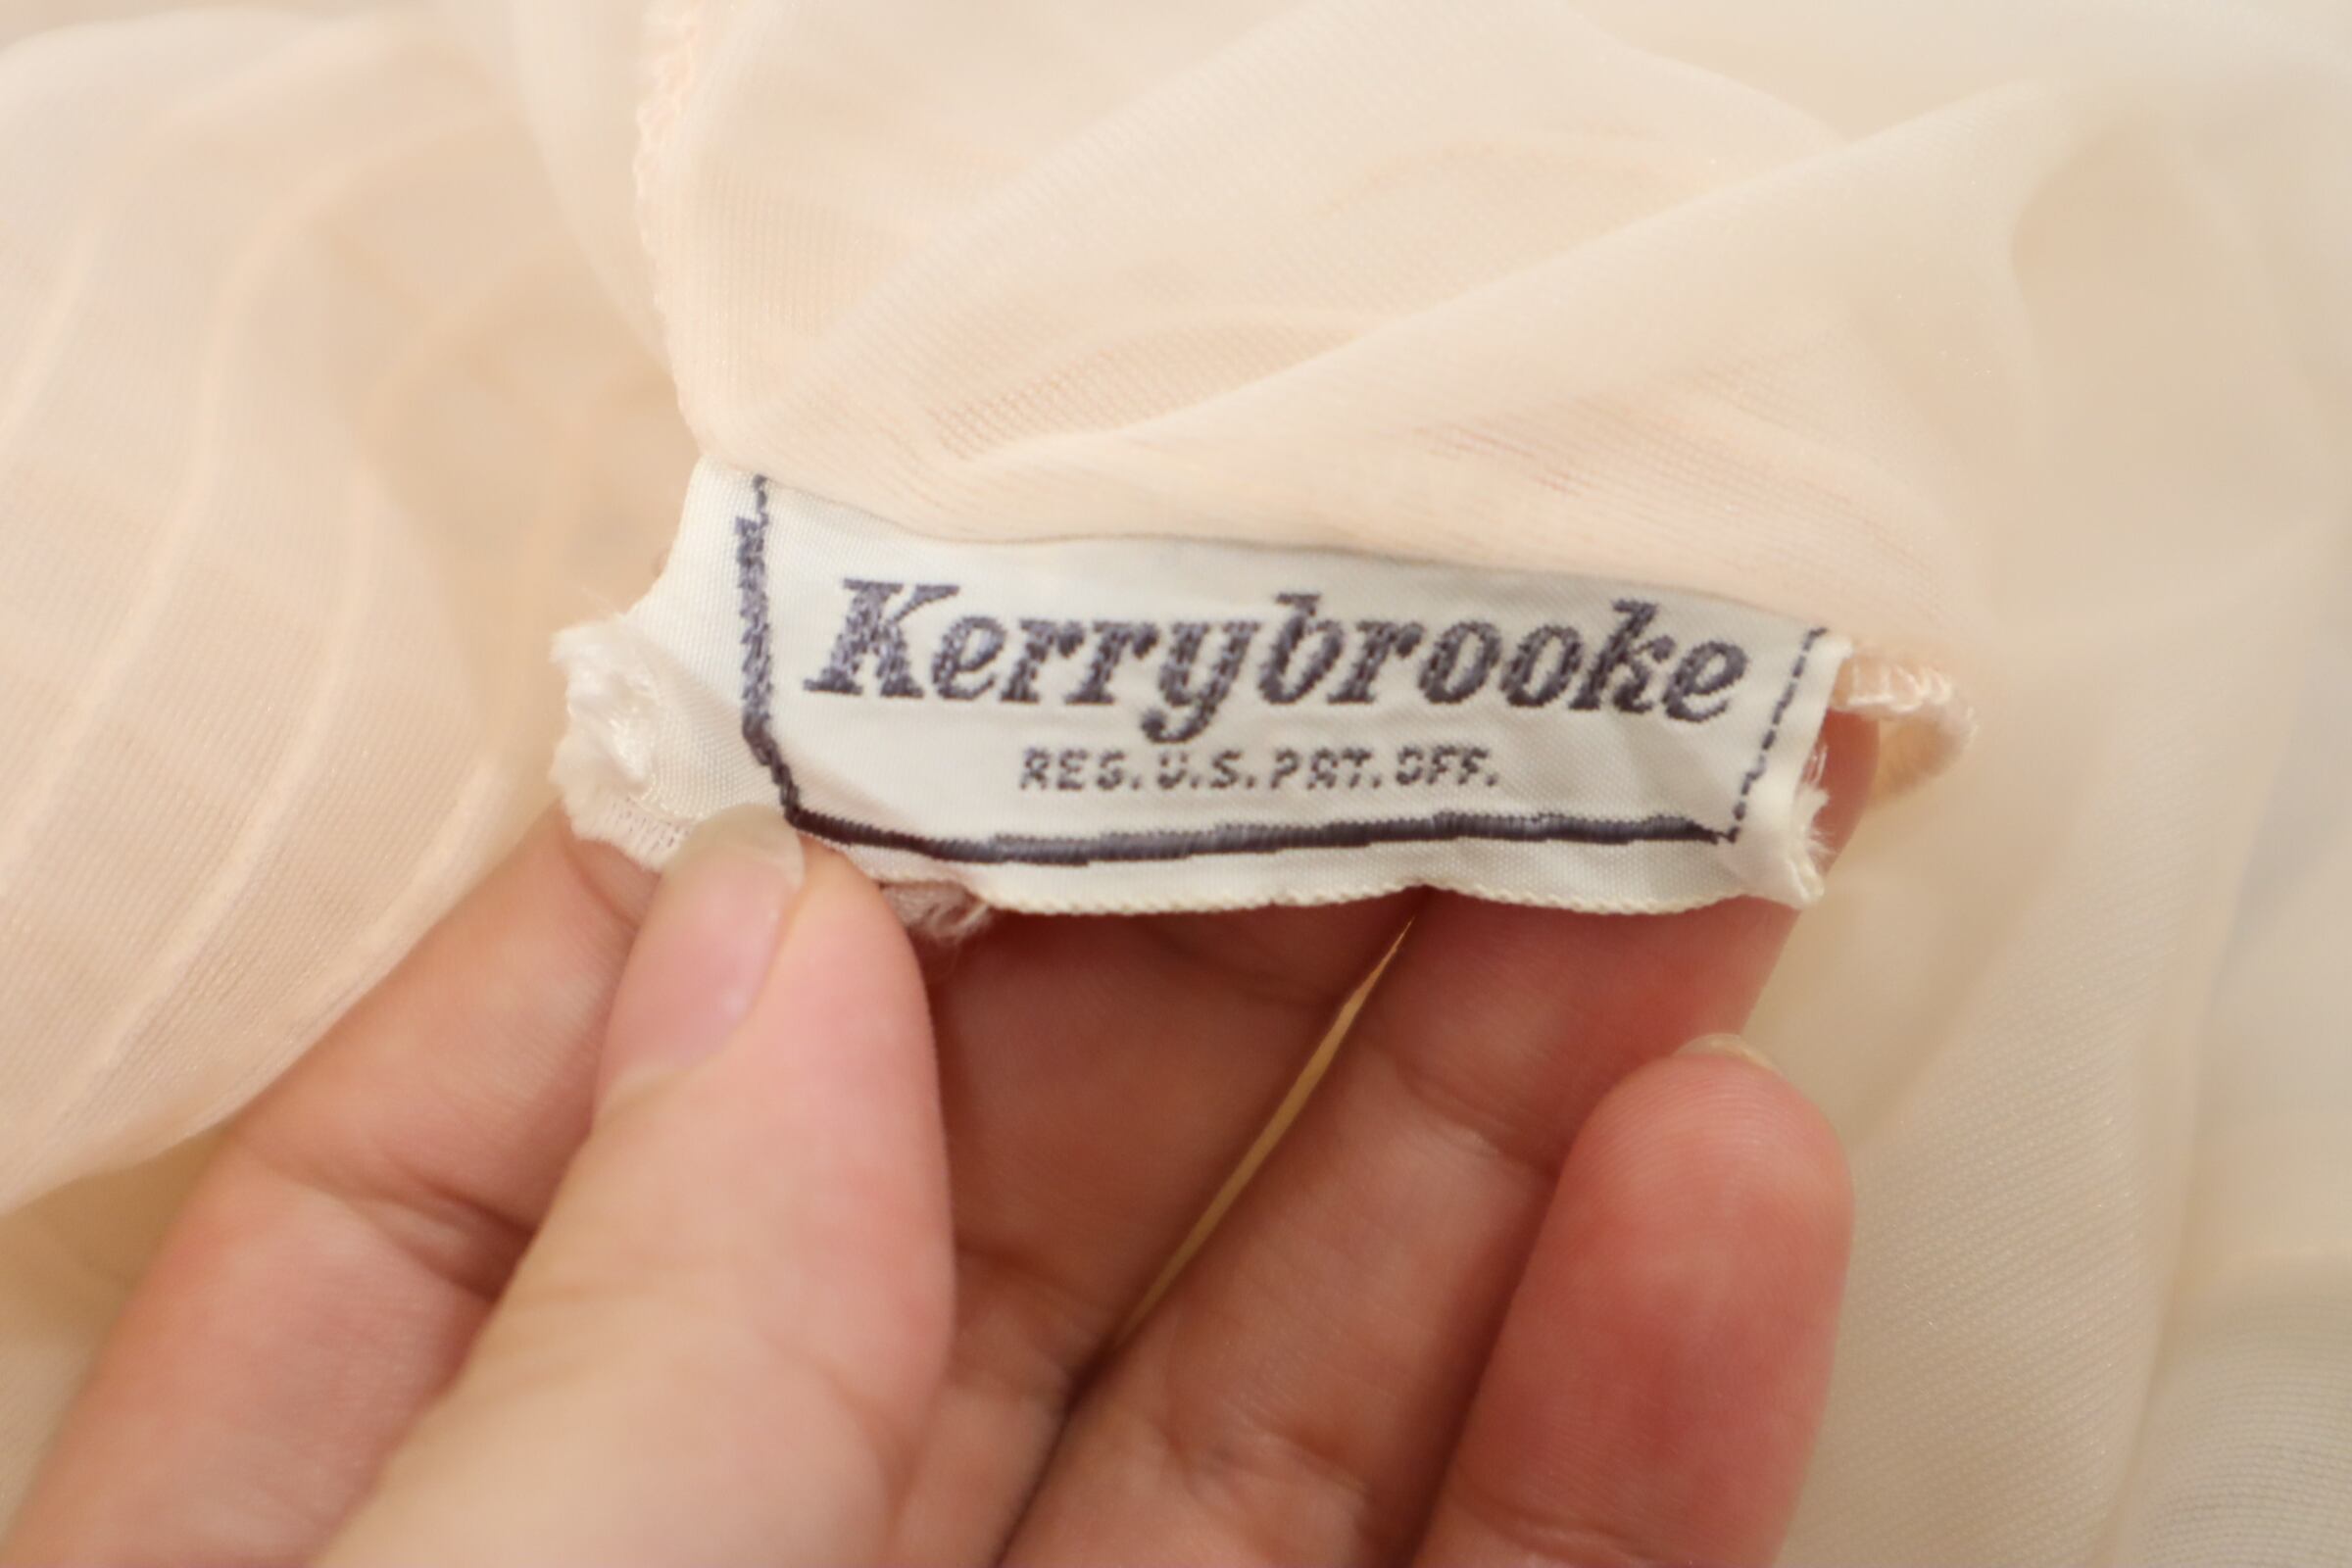 Kerrybrooke
REG. U.S. PAT. OFF.